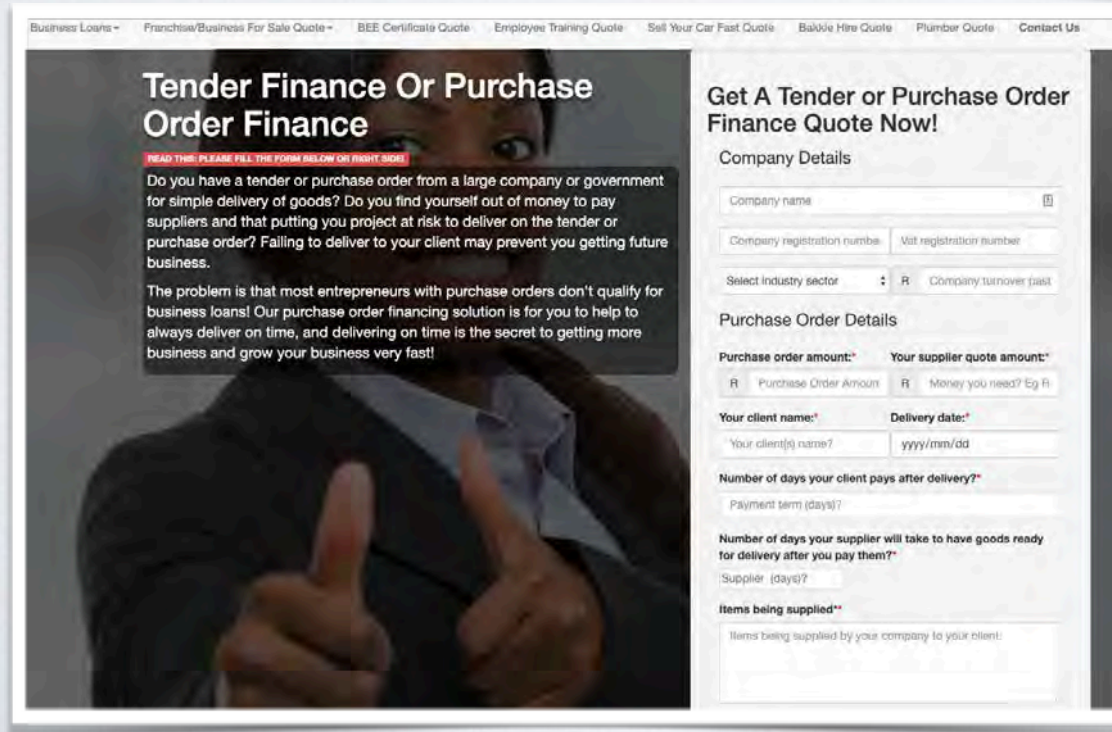 Business Loans Franchise/Business For Sale Quote BEE Certificate Quote Employee Training Quote Sell Your Car Fast Quote Bakkie Hire Quote Plumber Quote Contact Us
Tender Finance Or Purchase
Order Finance
READ THIS: PLEASE FILL THE FORM BELOW OR RIGHT SIDE!
Do you have a tender or purchase order from a large company or government
for simple delivery of goods? Do you find yourself out of money to pay
suppliers and that putting you project at risk to deliver on the tender or
purchase order? Failing to deliver to your client may prevent you getting future
business.
The problem is that most entrepreneurs with purchase orders don't qualify for
business loans! Our purchase order financing solution is for you to help to
always deliver on time, and delivering on time is the secret to getting more
business and grow your business very fast!
Get A Tender or Purchase Order
Finance Quote Now!
Company Details
Company name
Company registration numbe Vat registration number
Select industry sector R Company turnover past
Purchase Order Details
Purchase order amount:* Your supplier quote amount:*
R Purchase Order Amoun R Money you need? Eg R
Your client name:* Delivery date:*
Your client(s) name? yyyy/mm/dd
Number of days your client pays after delivery?*
Payment term (days)?
Number of days your supplier will take to have goods ready
for delivery after you pay them?*
Supplier (days)?
Items being supplied**
Items being supplied by your company to your client: